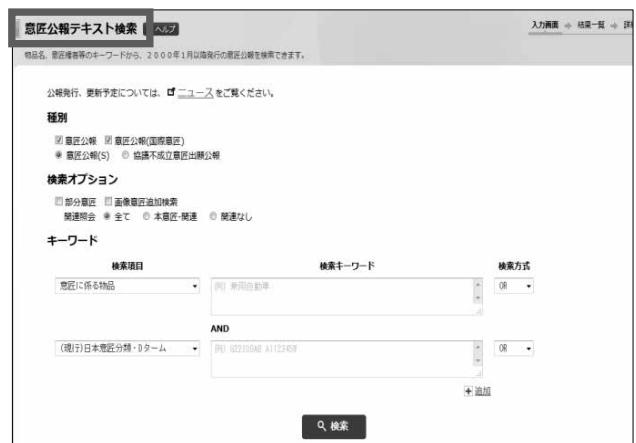 意匠公報テキスト検索 ヘルプ
入力画面 → 結果一覧 → 詳
物品名、意匠権者等のキーワードから、2000年1月以降発行の意匠公報を検索できます。
公報発行、更新予定については、ニュースをご覧ください。
種別
意匠公報 意匠公報(国際意匠)
意匠公報(S) 協議不成立意匠出願公報
検索オプション
部分意匠 画像意匠追加検索
関連照会 全て 本意匠・関連 関連なし
キーワード
検索項目 検索キーワード 検索方式
意匠に係る物品 例) 乗用自動車 OR
AND
(現行)日本意匠分類・Dターム 例) G22100AB A112345W OR
追加
検索